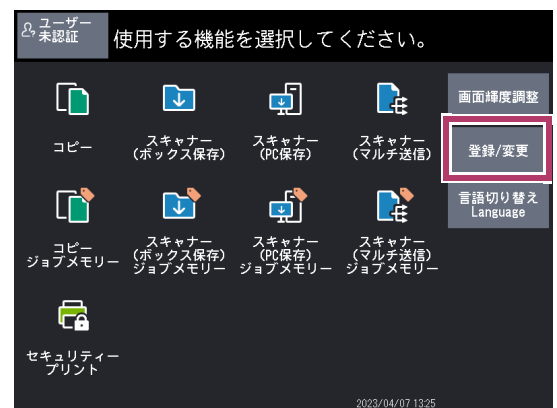 ユーザー
未認証
使用する機能を選択してください。
コピー
スキャナー
(ボックス保存)
スキャナー
(PC保存)
スキャナー
(マルチ送信)
画面輝度調整
登録/変更
言語切り替え
Language
コピー
ジョブメモリー
スキャナー
(ボックス保存)
ジョブメモリー
スキャナー
(PC保存)
ジョブメモリー
スキャナー
(マルチ送信)
ジョブメモリー
セキュリティー
プリント
2023/04/07 13:25